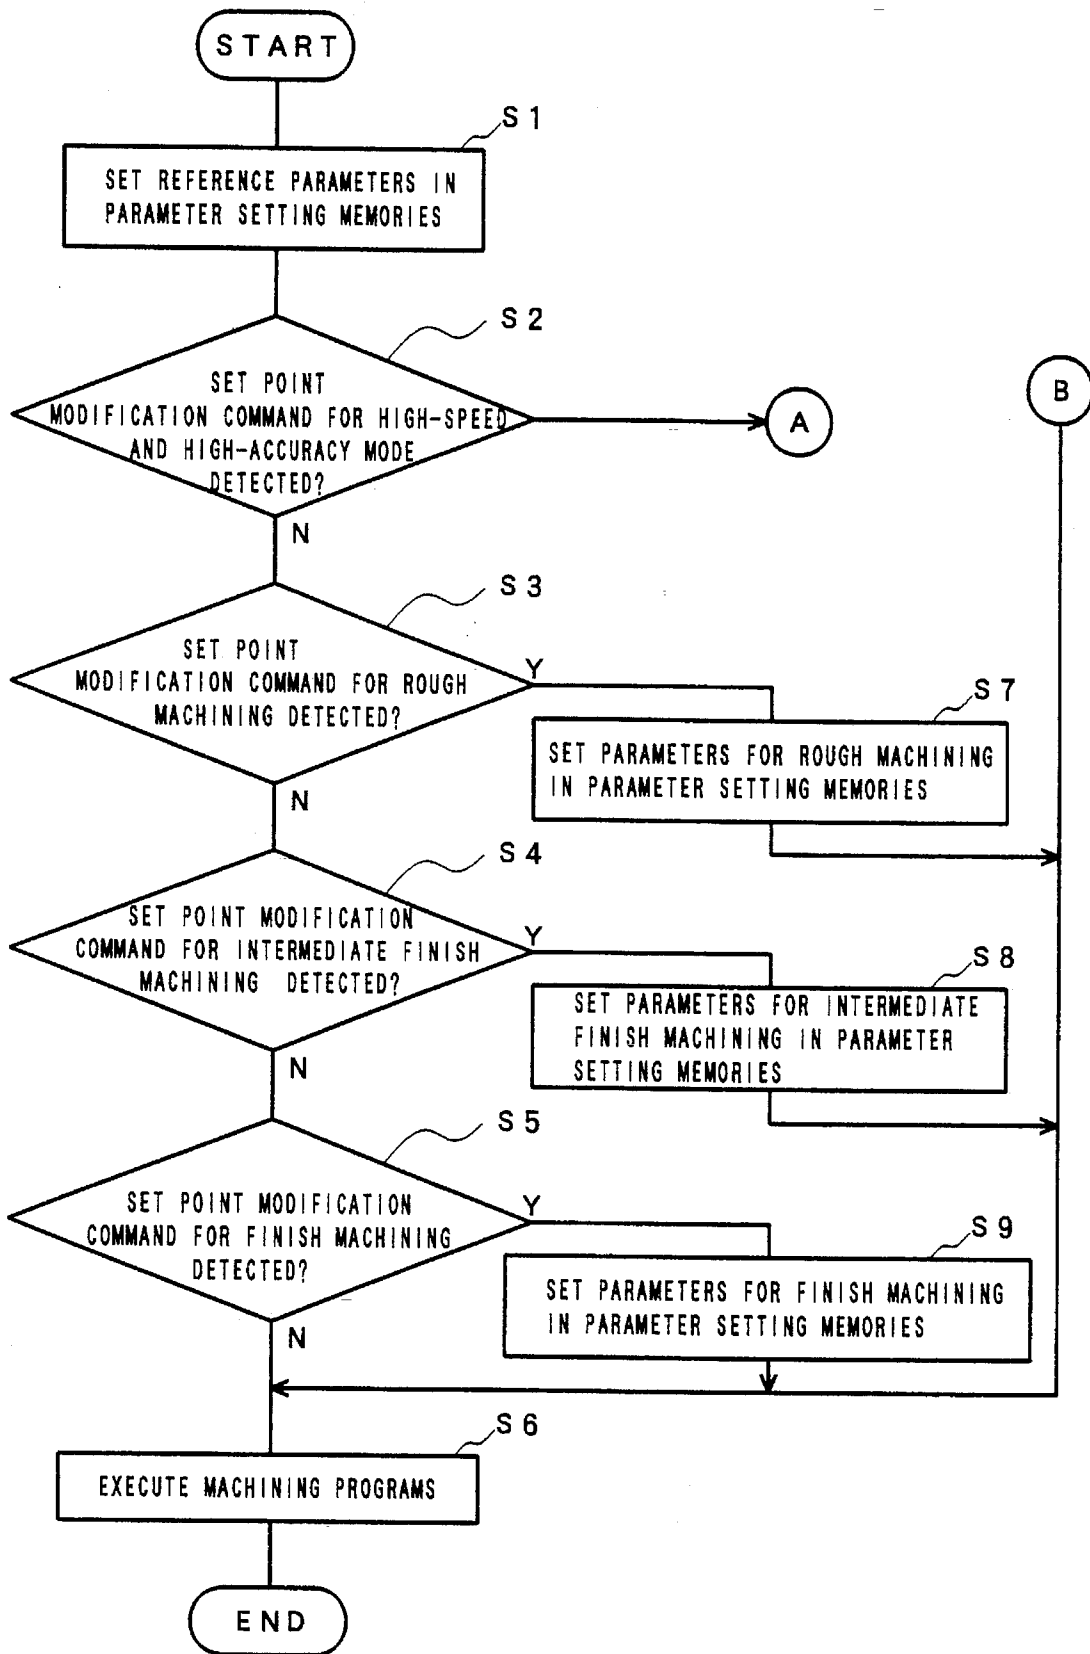 START
S1
SET REFERENCE PARAMETERS IN
PARAMETER SETTING MEMORIES
S2
SET POINT
MODIFICATION COMMAND FOR HIGH-SPEED
AND HIGH-ACCURACY MODE
DETECTED?
A
B
N
S3
SET POINT
MODIFICATION COMMAND FOR ROUGH
MACHINING DETECTED?
Y
S7
SET PARAMETERS FOR ROUGH MACHINING
IN PARAMETER SETTING MEMORIES
N
S4
SET POINT MODIFICATION
COMMAND FOR INTERMEDIATE FINISH
MACHINING DETECTED?
Y
S8
SET PARAMETERS FOR INTERMEDIATE
FINISH MACHINING IN PARAMETER
SETTING MEMORIES
N
S5
SET POINT MODIFICATION
COMMAND FOR FINISH MACHINING
DETECTED?
Y
S9
SET PARAMETERS FOR FINISH MACHINING
IN PARAMETER SETTING MEMORIES
N
S6
EXECUTE MACHINING PROGRAMS
END